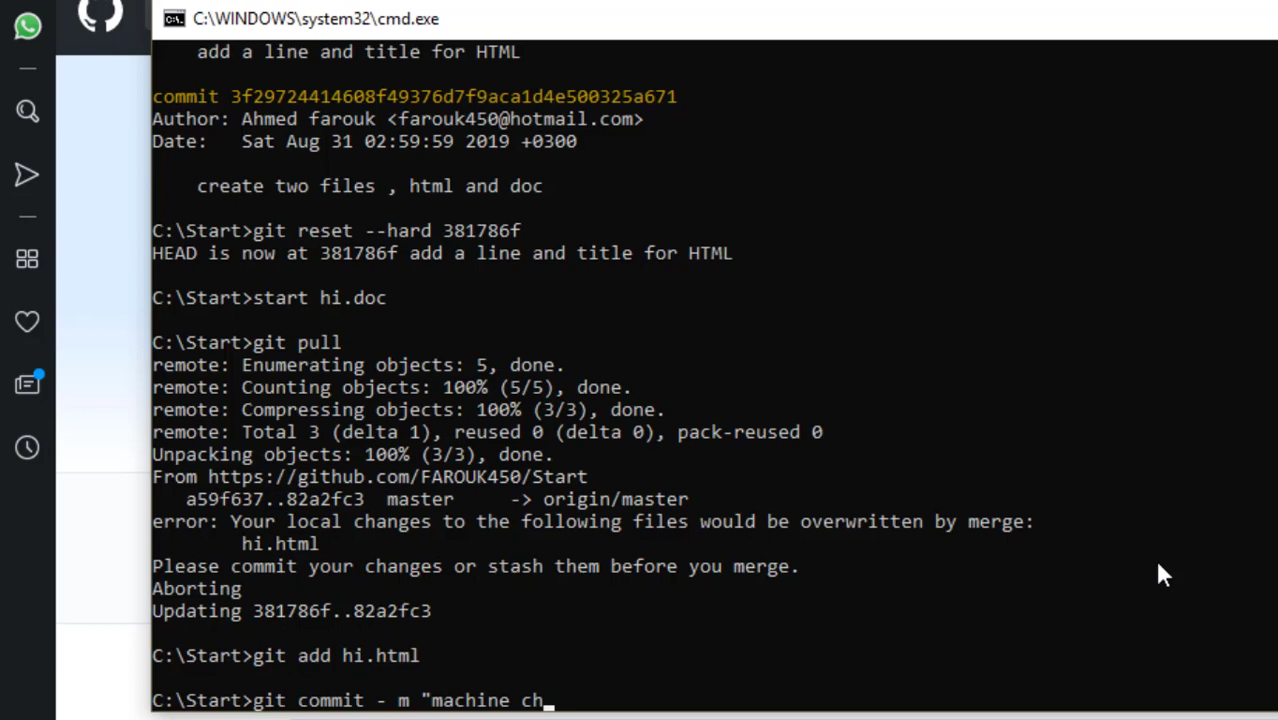 C:\WINDOWS\system32\cmd.exe
add a line and title for HTML
commit 3f29724414608f49376d7f9aca1d4e500325a671
Author: Ahmed farouk <farouk450@hotmail.com>
Date:   Sat Aug 31 02:59:59 2019 +0300
create two files , html and doc
C:\Start>git reset --hard 381786f
HEAD is now at 381786f add a line and title for HTML
C:\Start>start hi.doc
C:\Start>git pull
remote: Enumerating objects: 5, done.
remote: Counting objects: 100% (5/5), done.
remote: Compressing objects: 100% (3/3), done.
remote: Total 3 (delta 1), reused 0 (delta 0), pack-reused 0
Unpacking objects: 100% (3/3), done.
From https://github.com/FAROUK450/Start
   a59f637..82a2fc3  master     -> origin/master
error: Your local changes to the following files would be overwritten by merge:
        hi.html
Please commit your changes or stash them before you merge.
Aborting
Updating 381786f..82a2fc3
C:\Start>git add hi.html
C:\Start>git commit - m "machine ch_